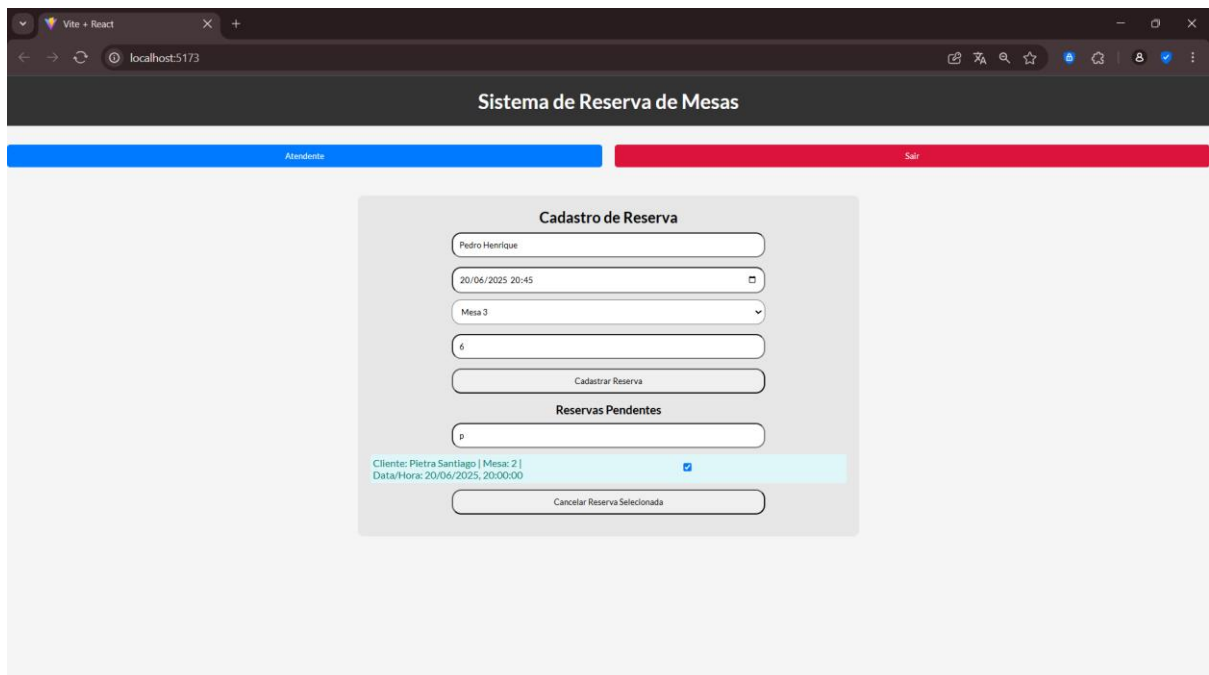 Vite + React
localhost:5173
Sistema de Reserva de Mesas
Atendente
Sair
Cadastro de Reserva
Pedro Henrique
20/06/2025 20:45
Mesa 3
6
Cadastrar Reserva
Reservas Pendentes
p
Cliente: Pietra Santiago | Mesa: 2 |
Data/Hora: 20/06/2025, 20:00:00
Cancelar Reserva Selecionada